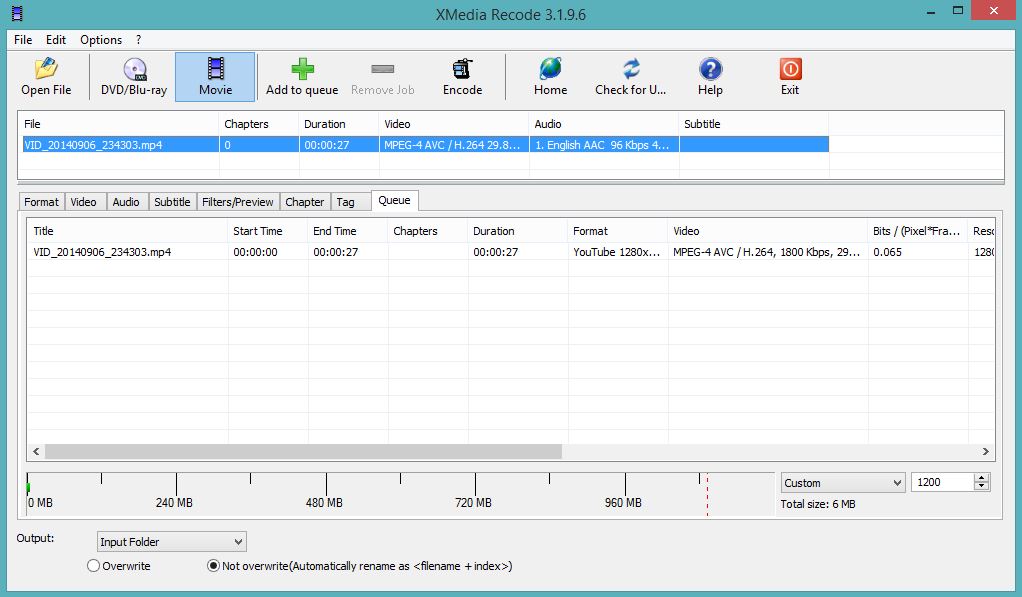 XMedia Recode 3.1.9.6
File Edit Options ?
Open File DVD/Blu-ray Movie Add to queue Remove Job Encode Home Check for U... Help Exit
File Chapters Duration Video Audio Subtitle
VID_20140906_234303.mp4 0 00:00:27 MPEG-4 AVC / H.264 29.8... 1. English AAC 96 Kbps 4...
Format Video Audio Subtitle Filters/Preview Chapter Tag Queue
Title Start Time End Time Chapters Duration Format Video Bits / (Pixel*Fra... Reso
VID_20140906_234303.mp4 00:00:00 00:00:27 00:00:27 YouTube 1280x... MPEG-4 AVC / H.264, 1800 Kbps, 29... 0.065 1280
0 MB 240 MB 480 MB 720 MB 960 MB
Custom 1200
Total size: 6 MB
Output: Input Folder
Overwrite Not overwrite(Automatically rename as <filename +index>)